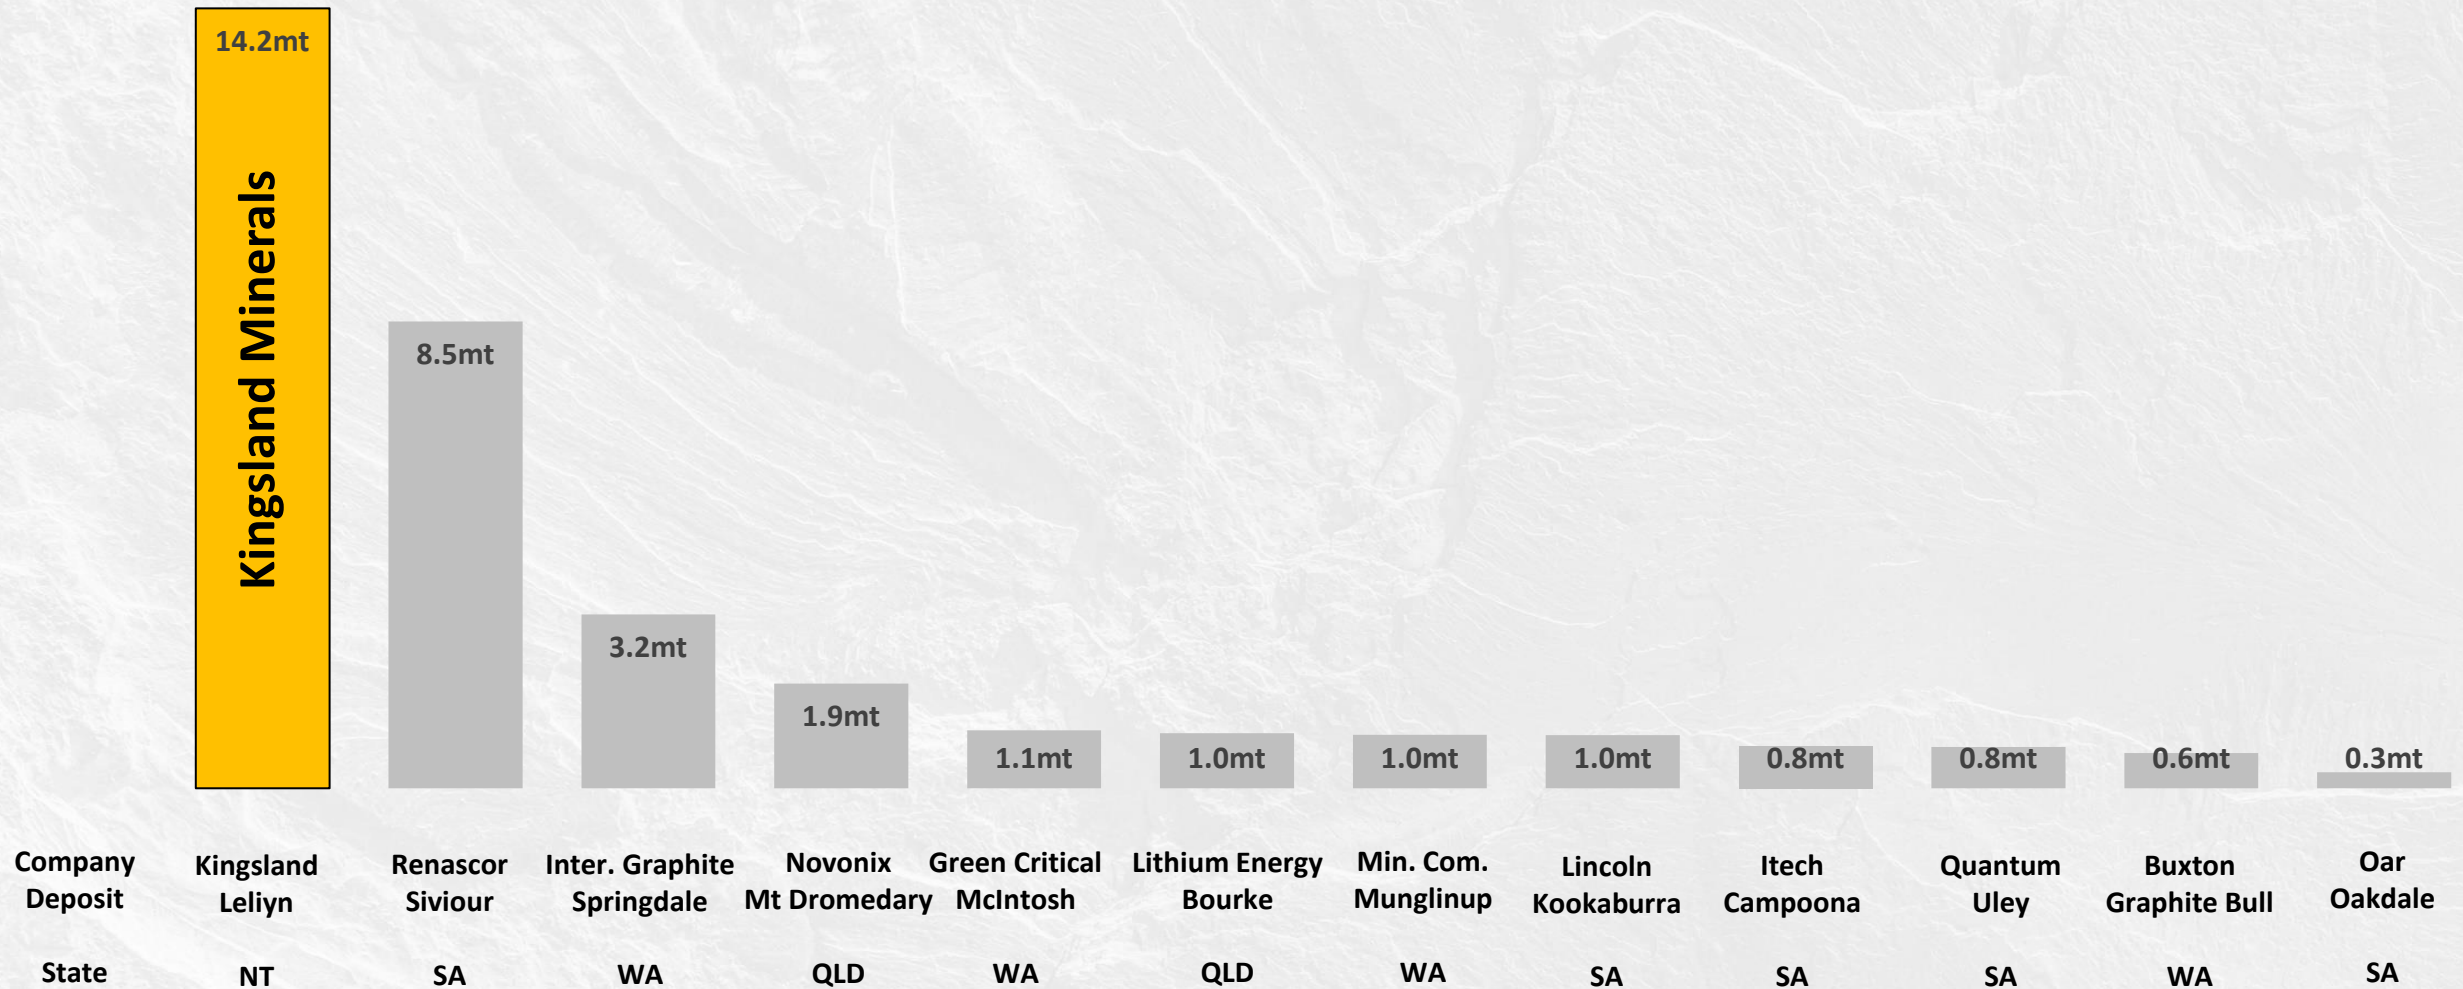 14.2mt
Kingsland Minerals
8.5mt
3.2mt
1.9mt
1.1mt
1.0mt
1.0mt
1.0mt
0.8mt
0.8mt
0.6mt
0.3mt
Company
Deposit
Kingsland
Leliyn
Renascor
Siviour
Inter. Graphite
Springdale
Novonix
Mt Dromedary
Green Critical
McIntosh
Lithium Energy
Bourke
Min. Com.
Munglinup
Lincoln
Kookaburra
Itech
Campoona
Quantum
Uley
Buxton
Graphite Bull
Oar
Oakdale
State
NT
SA
WA
QLD
WA
QLD
WA
SA
SA
SA
WA
SA